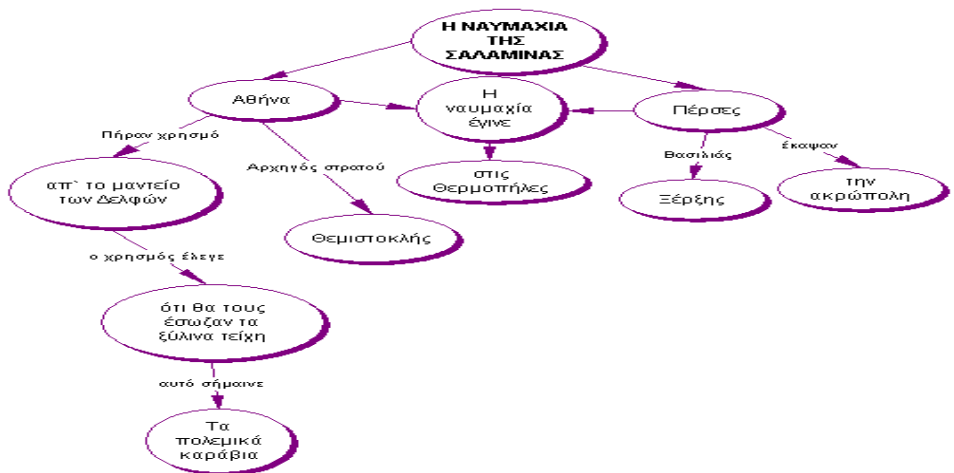 Η ΝΑΥΜΑΧΙΑ
ΤΗΣ
ΣΑΛΑΜΙΝΑΣ
Αθήνα
Η
ναυμαχία
έγινε
Πέρσες
Πήραν χρησμό
Αρχηγός στρατού
Βασιλιάς
έκαψαν
απ` το μαντείο
των Δελφών
στις
Θερμοπήλες
Ξέρξης
την
ακρώπολη
Θεμιστοκλής
ο χρησμός έλεγε
ότι θα τους
έσωζαν τα
ξύλινα τείχη
αυτό σήμαινε
Τα
πολεμικά
καράβια